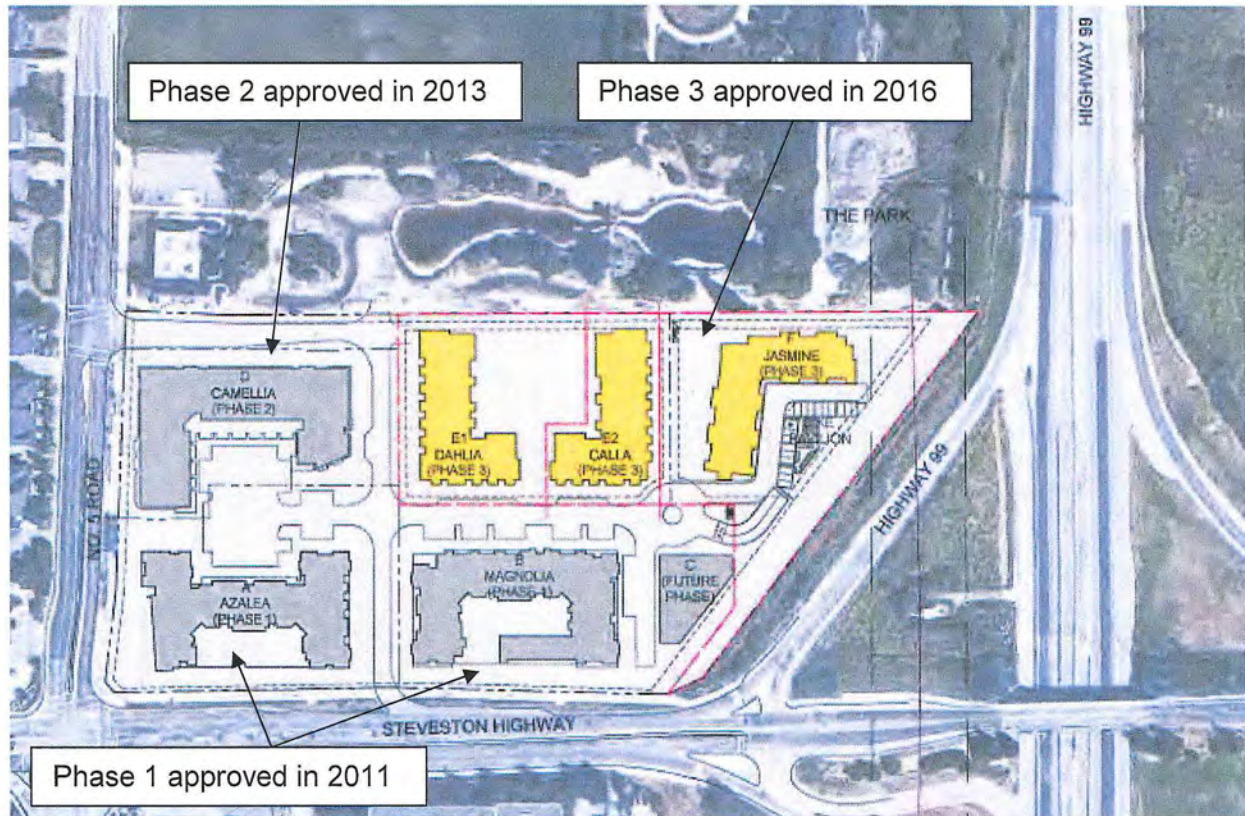 HIGHWAY 99
Phase 2 approved in 2013
Phase 3 approved in 2016
THE PARK
F
JASMINE
(PHASE 3)
D
CAMELLIA
(PHASE 2)
E1
DAHLIA
(PHASE 3)
E2
CALLA
(PHASE 3)
PAVILION
HIGHWAY 99
NO. 5 ROAD
A
AZALEA
(PHASE 1)
B
MAGNOLIA
(PHASE 1)
C
(FUTURE
PHASE)
STEVESTON HIGHWAY
Phase 1 approved in 2011